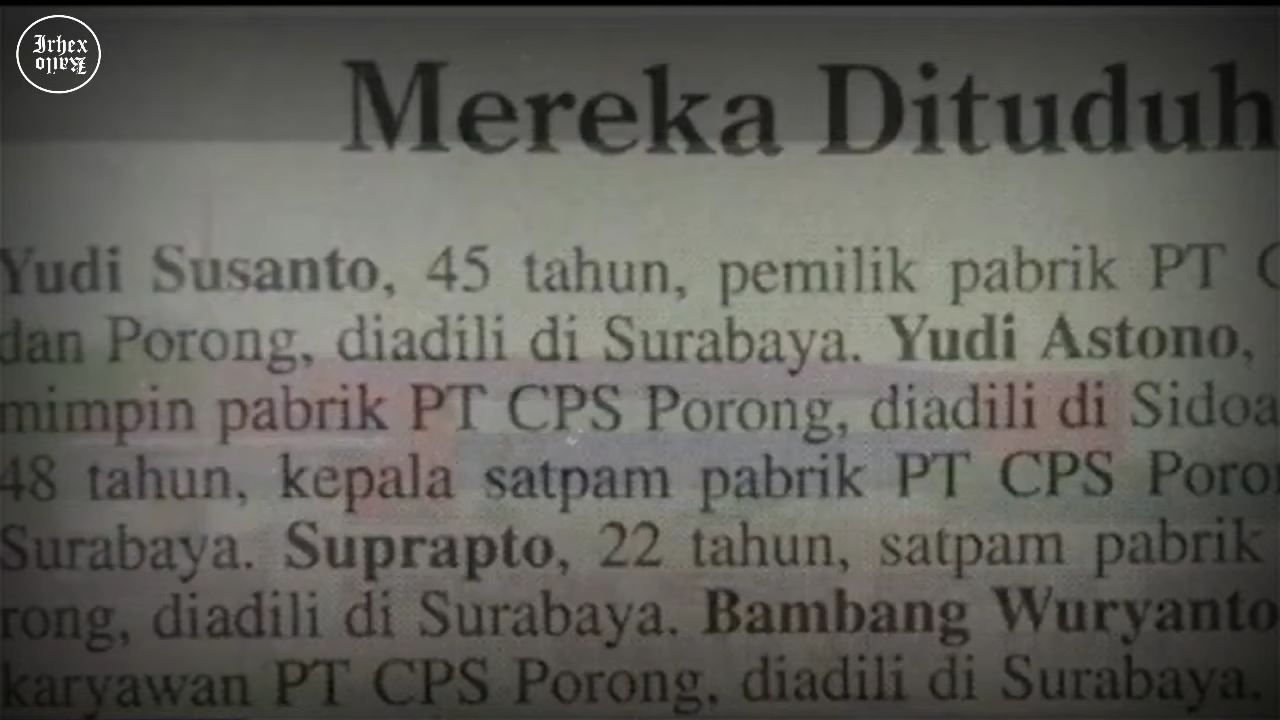 Irhex
Raito
Mereka Dituduh
Yudi Susanto, 45 tahun, pemilik pabrik PT C
dan Porong, diadili di Surabaya. Yudi Astono,
mimpin pabrik PT CPS Porong, diadili di Sidoa
48 tahun, kepala satpam pabrik PT CPS Poro
Surabaya. Suprapto, 22 tahun, satpam pabrik
rong, diadili di Surabaya. Bambang Wuryanto
karyawan PT CPS Porong, diadili di Surabaya.